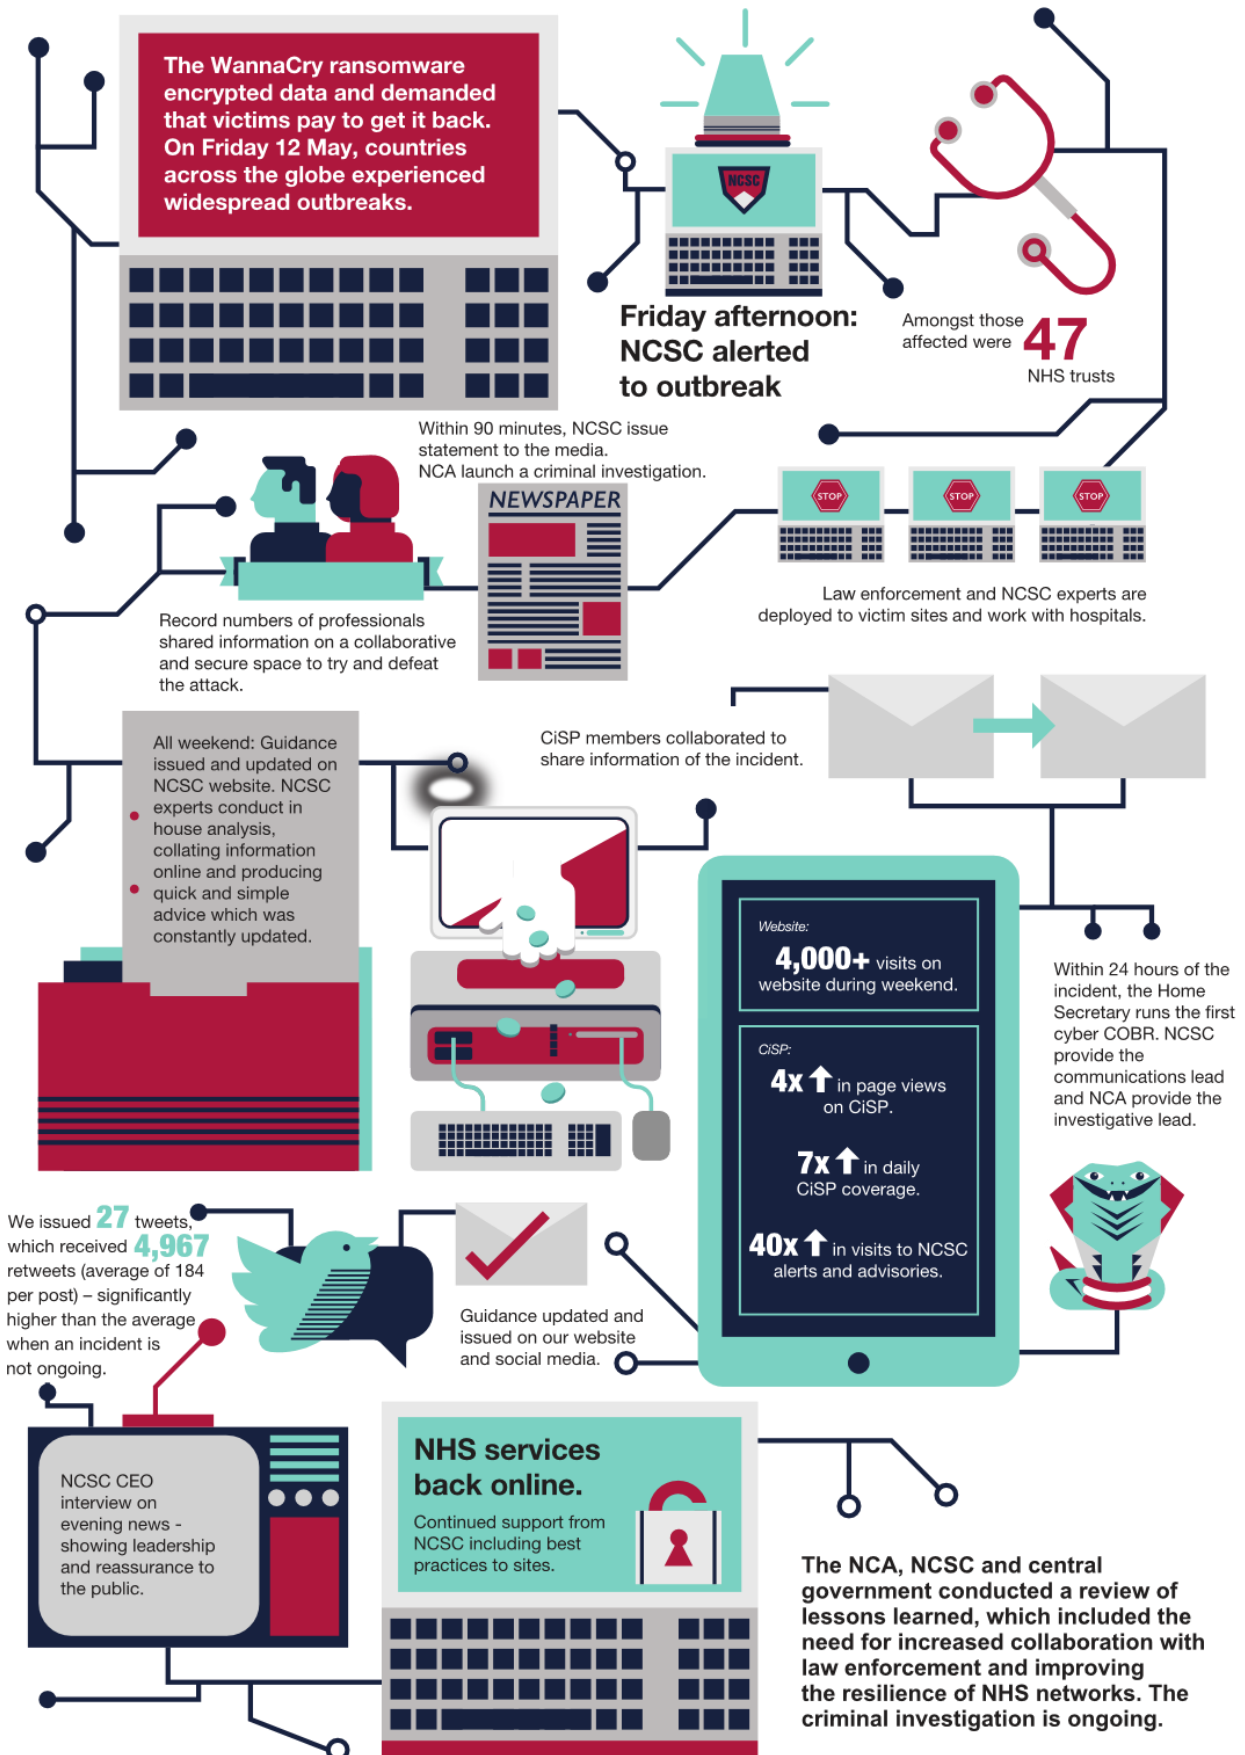 The WannaCry ransomware
encrypted data and demanded
that victims pay to get it back.
On Friday 12 May, countries
across the globe experienced
widespread outbreaks.
NCSC
Friday afternoon:
NCSC alerted
to outbreak
Amongst those
affected were 47
NHS trusts
Within 90 minutes, NCSC issue
statement to the media.
NCA launch a criminal investigation.
NEWSPAPER
STOP
STOP
STOP
Law enforcement and NCSC experts are
deployed to victim sites and work with hospitals.
Record numbers of professionals
shared information on a collaborative
and secure space to try and defeat
the attack.
All weekend: Guidance
issued and updated on
NCSC website. NCSC
experts conduct in
house analysis,
collating information
online and producing
quick and simple
advice which was
constantly updated.
CiSP members collaborated to
share information of the incident.
Website:
4,000+ visits on
website during weekend.
CiSP:
4x in page views
on CiSP.
7x in daily
CiSP coverage.
40x in visits to NCSC
alerts and advisories.
Within 24 hours of the
incident, the Home
Secretary runs the first
cyber COBR. NCSC
provide the
communications lead
and NCA provide the
investigative lead.
We issued 27 tweets,
which received 4,967
retweets (average of 184
per post) – significantly
higher than the average
when an incident is
not ongoing.
Guidance updated and
issued on our website
and social media.
NCSC CEO
interview on
evening news -
showing leadership
and reassurance to
the public.
NHS services
back online.
Continued support from
NCSC including best
practices to sites.
The NCA, NCSC and central
government conducted a review of
lessons learned, which included the
need for increased collaboration with
law enforcement and improving
the resilience of NHS networks. The
criminal investigation is ongoing.